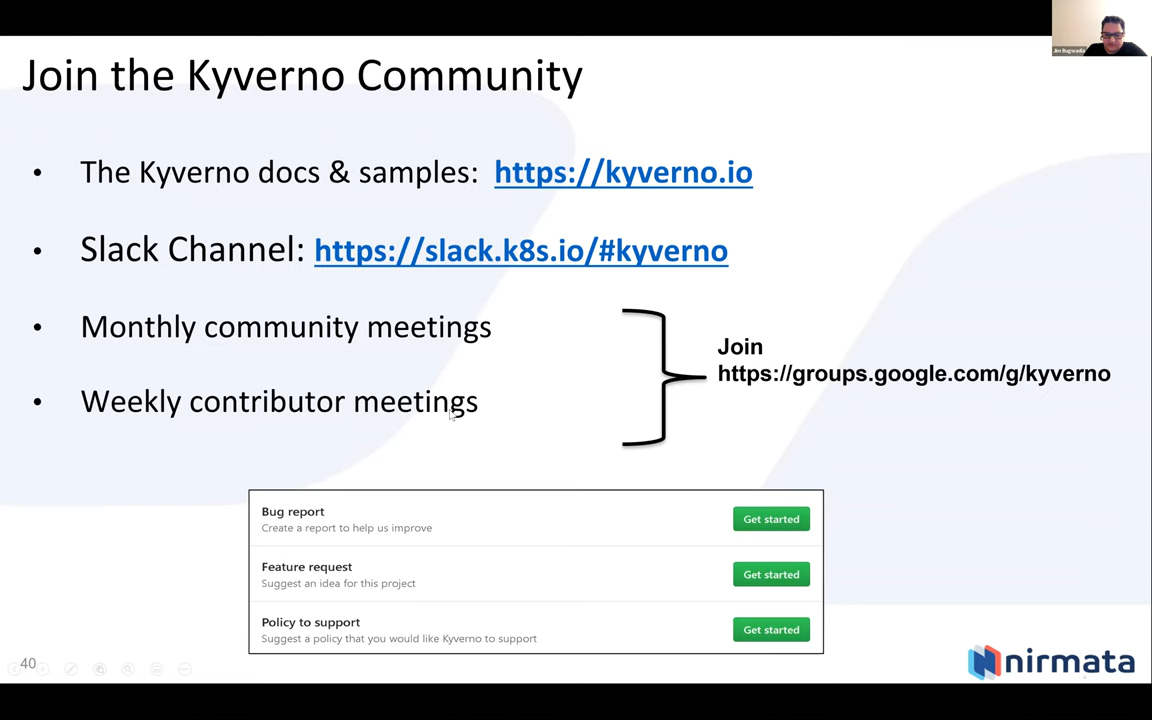 Jim Bugwadia
Join the Kyverno Community
• The Kyverno docs & samples: https://kyverno.io
• Slack Channel: https://slack.k8s.io/#kyverno
• Monthly community meetings
• Weekly contributor meetings
Join
https://groups.google.com/g/kyverno
Bug report
Create a report to help us improve
Get started
Feature request
Suggest an idea for this project
Get started
Policy to support
Suggest a policy that you would like Kyverno to support
Get started
40
nirmata